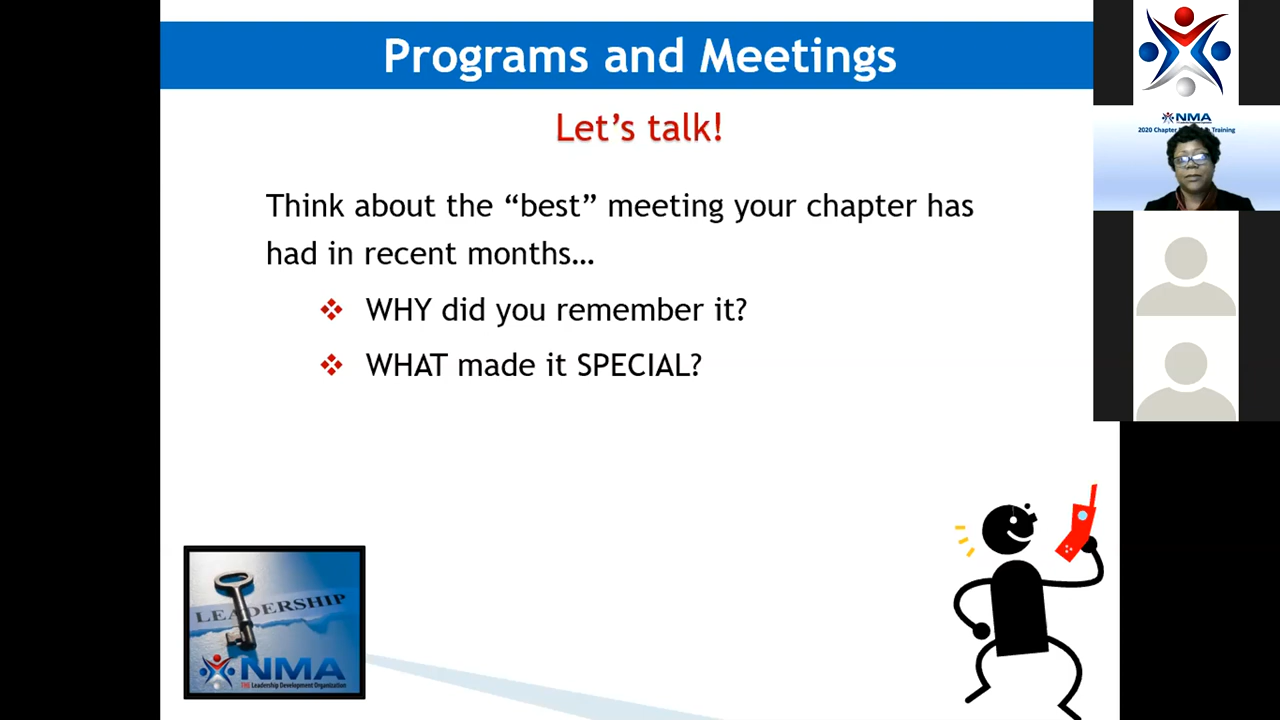 Programs and Meetings
Let's talk!
Think about the “best” meeting your chapter has
had in recent months…
WHY did you remember it?
WHAT made it SPECIAL?
NMA
2020 Chapter Training
LEADERSHIP
NMA
THE Leadership Development Organization